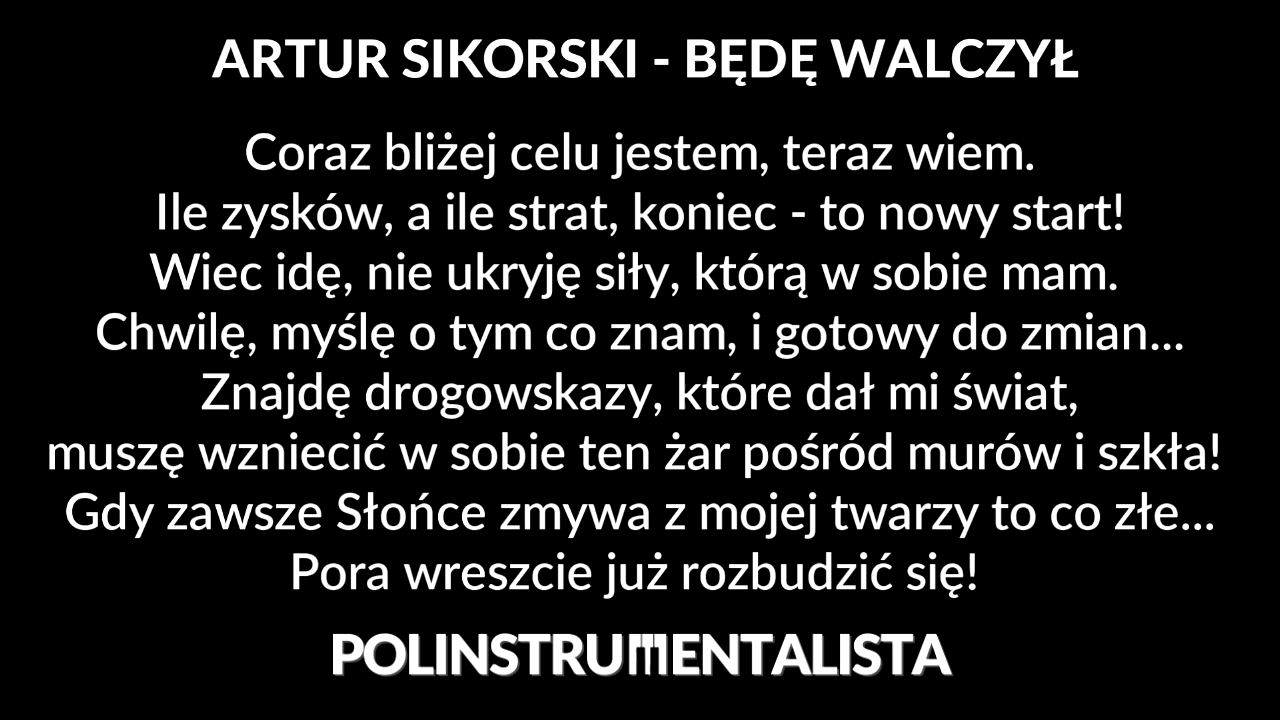 ARTUR SIKORSKI - BĘDĘ WALCZYŁ
Coraz bliżej celu jestem, teraz wiem.
Ile zysków, a ile strat, koniec - to nowy start!
Wiec idę, nie ukryję siły, którą w sobie mam.
Chwilę, myślę o tym co znam, i gotowy do zmian...
Znajdę drogowskazy, które dał mi świat,
muszę wzniecić w sobie ten żar pośród murów i szkła!
Gdy zawsze Słońce zmywa z mojej twarzy to co złe...
Pora wreszcie już rozbudzić się!
POLINSTRUMENTALISTA